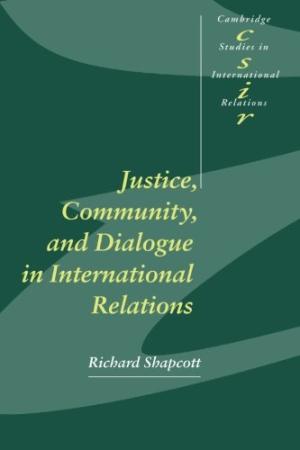 Cambridge
c
Studies in
s
International
i
Relations
r
Justice,
Community,
and Dialogue
in International
Relations
Richard Shapcott